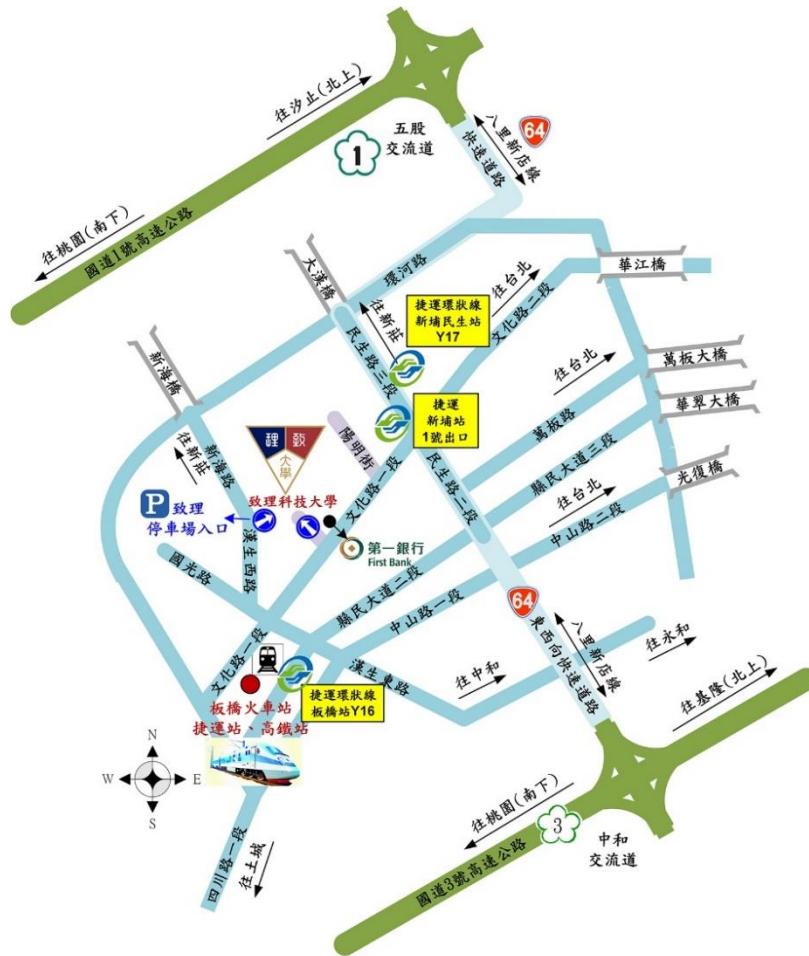 往汐止(北上)
64
八里新店線
快速道路
1
五股
交流道
往桃園(南下)
國道1號高速公路
大漢橋
環河路
往台北
華江橋
往新莊
捷運環狀線
新埔民生站
Y17
文化路二段
民生路三段
新海橋
往台北
萬板大橋
捷運
新埔站
1號出口
華翠大橋
往新莊
新海路
理
致
大
學
陽明街
萬板路
縣民大道三段
民生路二段
光復橋
致理科技大學
文化路一段
往台北
P
致理
停車場入口
漢生西路
中山路二段
第一銀行
First Bank
國光路
縣民大道二段
64
中山路一段
文化路一段
東西向快速道路
八里新店線
漢生東路
往中和
往永和
板橋火車站
捷運站、高鐵站
捷運環狀線
板橋站Y16
往基隆(北上)
N
W
E
S
往桃園(南下)
3
中和
交流道
四川路一段
往土城
國道3號高速公路